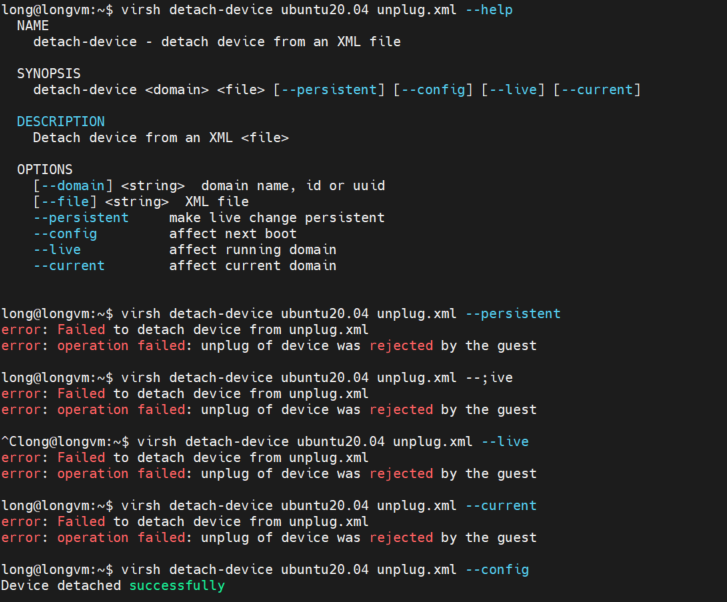 long@longvm:~$ virsh detach-device ubuntu20.04 unplug.xml --help
NAME
detach-device - detach device from an XML file
SYNOPSIS
detach-device <domain> <file> [--persistent] [--config] [--live] [--current]
DESCRIPTION
Detach device from an XML <file>
OPTIONS
[--domain] <string>  domain name, id or uuid
[--file] <string>  XML file
--persistent     make live change persistent
--config         affect next boot
--live           affect running domain
--current        affect current domain
long@longvm:~$ virsh detach-device ubuntu20.04 unplug.xml --persistent
error: Failed to detach device from unplug.xml
error: operation failed: unplug of device was rejected by the guest
long@longvm:~$ virsh detach-device ubuntu20.04 unplug.xml --;ive
error: Failed to detach device from unplug.xml
error: operation failed: unplug of device was rejected by the guest
^Clong@longvm:~$ virsh detach-device ubuntu20.04 unplug.xml --live
error: Failed to detach device from unplug.xml
error: operation failed: unplug of device was rejected by the guest
long@longvm:~$ virsh detach-device ubuntu20.04 unplug.xml --current
error: Failed to detach device from unplug.xml
error: operation failed: unplug of device was rejected by the guest
long@longvm:~$ virsh detach-device ubuntu20.04 unplug.xml --config
Device detached successfully